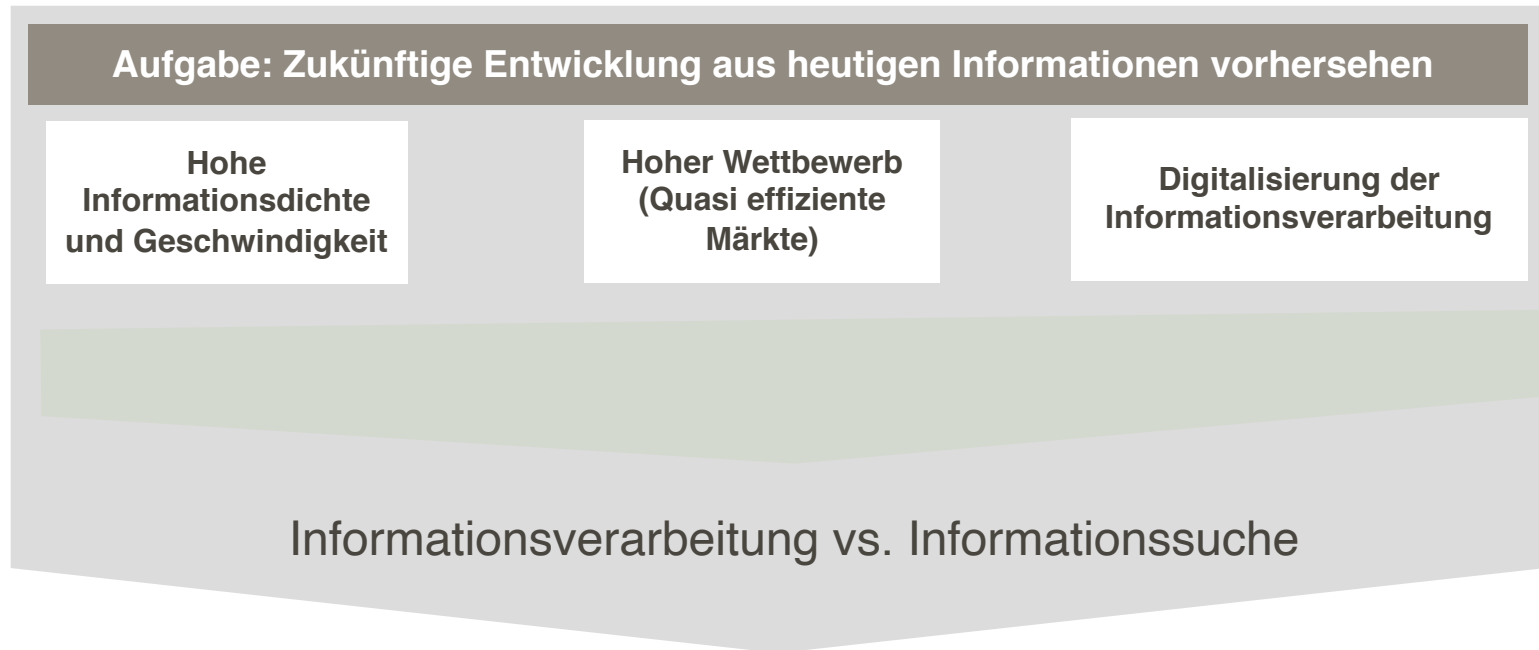 Aufgabe: Zukünftige Entwicklung aus heutigen Informationen vorhersehen
Hohe
Informationsdichte
und Geschwindigkeit
Hoher Wettbewerb
(Quasi effiziente
Märkte)
Digitalisierung der
Informationsverarbeitung
Informationsverarbeitung vs. Informationssuche